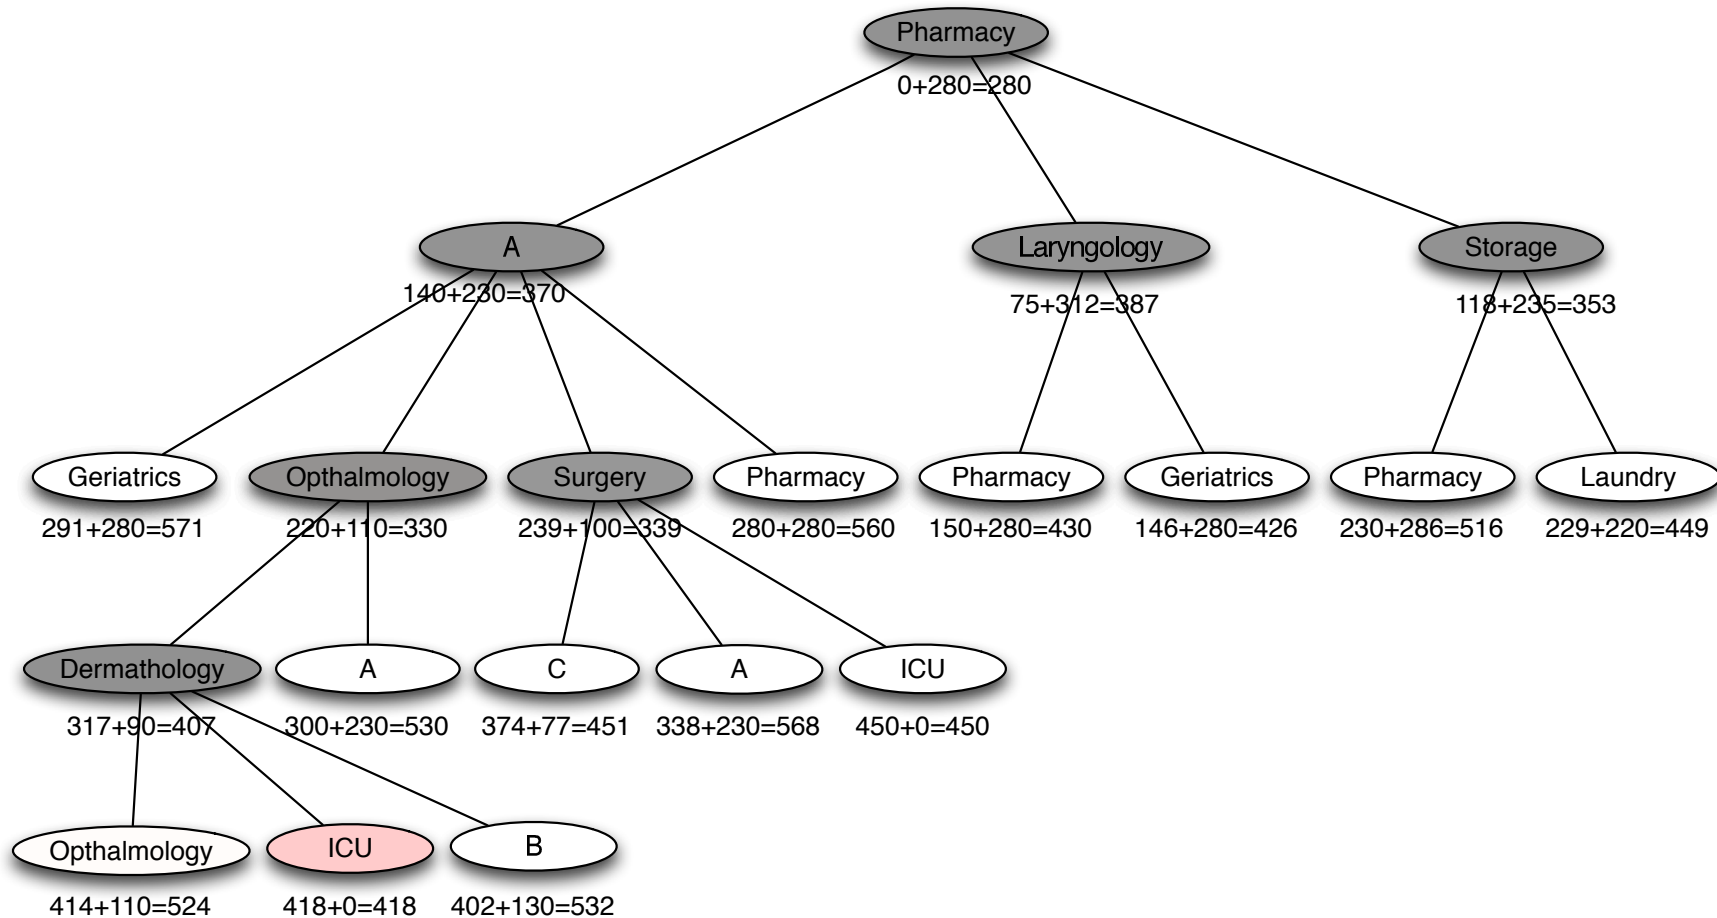 Pharmacy
0+280=280
A
Laryngology
Storage
140+230=370
75+312=387
118+235=353
Geriatrics
Opthalmology
Surgery
Pharmacy
Pharmacy
Geriatrics
Pharmacy
Laundry
291+280=571
220+110=330
239+100=339
280+280=560
150+280=430
146+280=426
230+286=516
229+220=449
Dermathology
A
C
A
ICU
317+90=407
300+230=530
374+77=451
338+230=568
450+0=450
Opthalmology
ICU
B
414+110=524
418+0=418
402+130=532